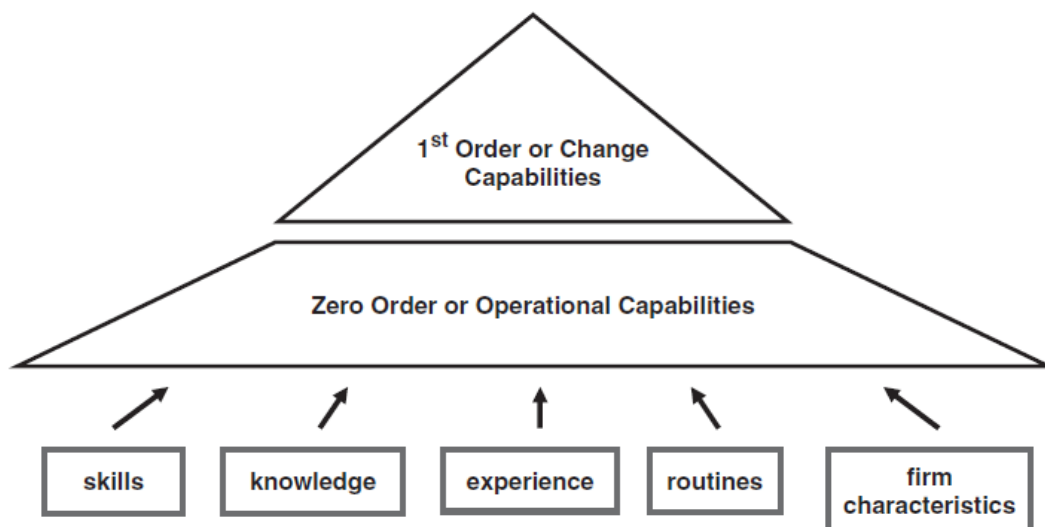 1st Order or Change
Capabilities
Zero Order or Operational Capabilities
skills
knowledge
experience
routines
firm
characteristics